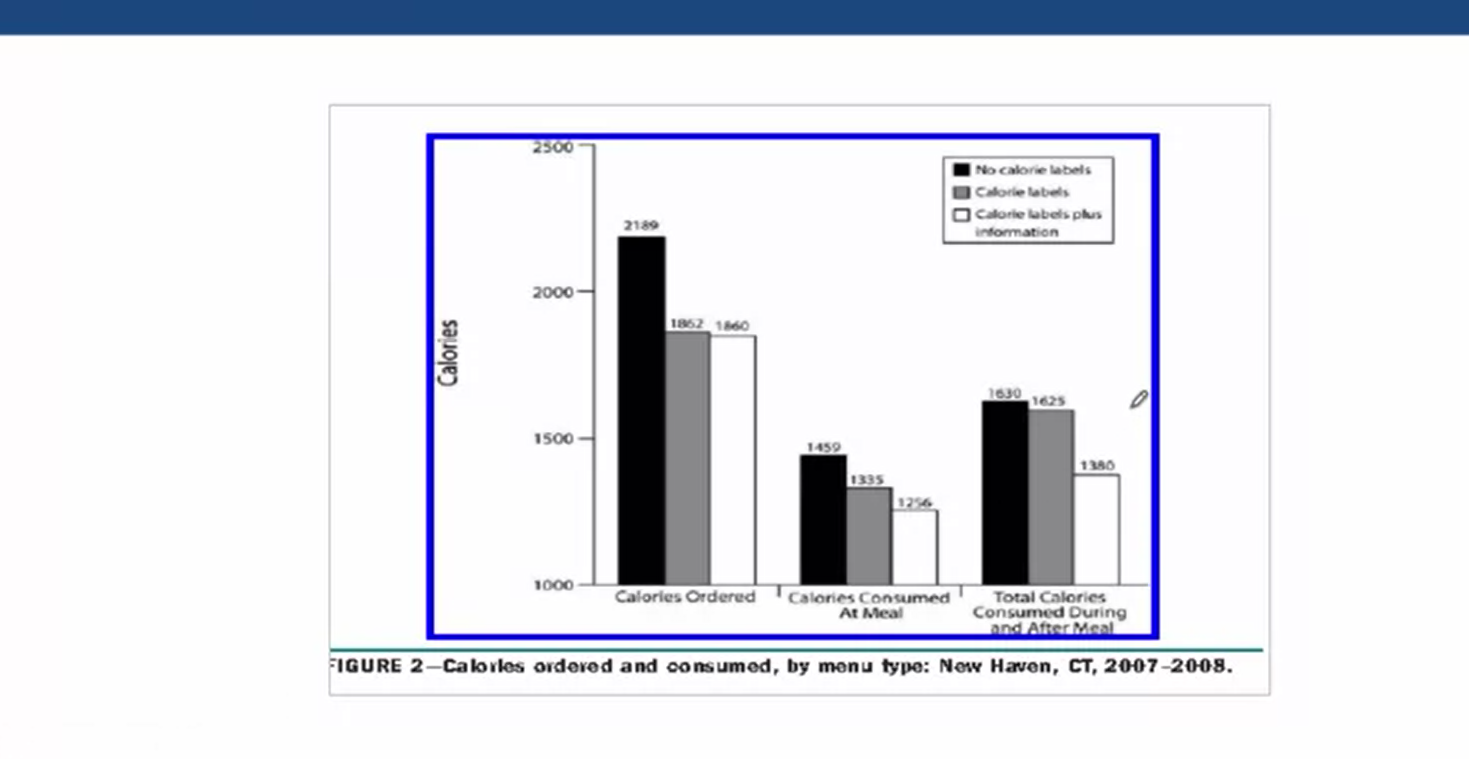 2500
No calorie labels
Calorie labels
Calorie labels plus
information
2189
2000
1862 1860
Calories
1630
1625
1500
1459
1380
1335
1256
1000
Calories Ordered
Calories Consumed
At Meal
Total Calories
Consumed During
and After Meal
FIGURE 2—Calories ordered and consumed, by menu type: New Haven, CT, 2007–2008.